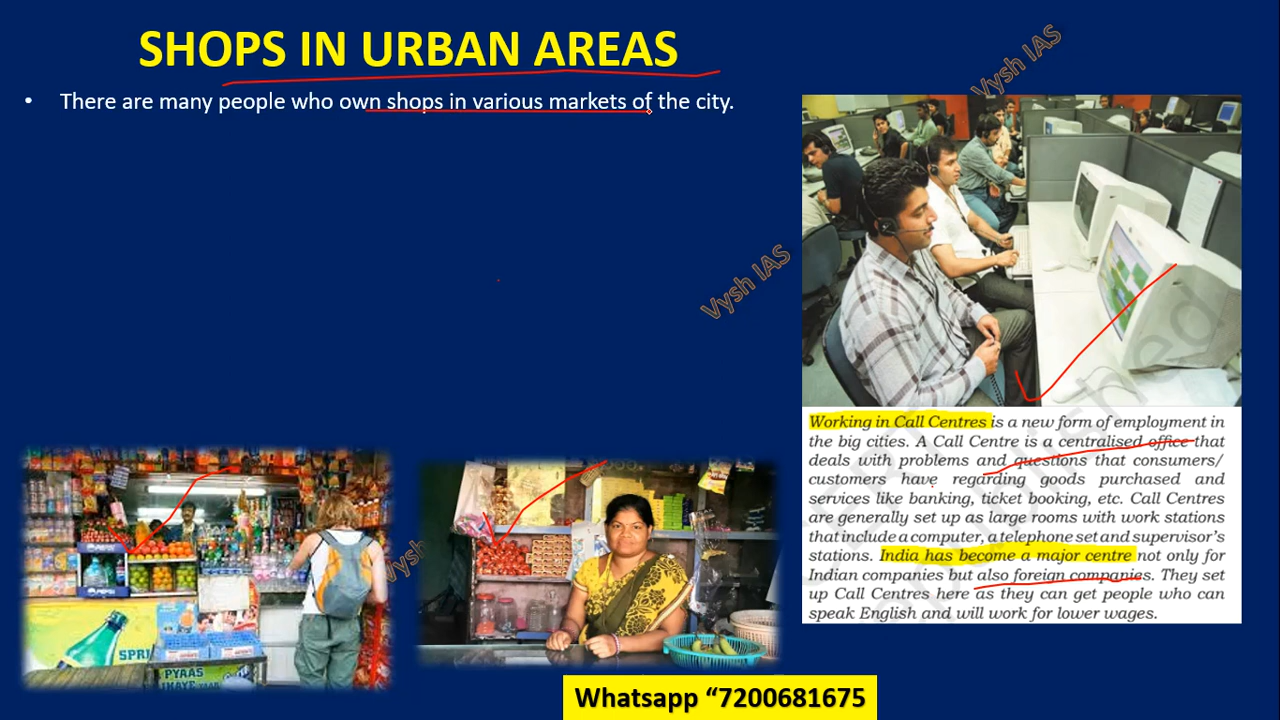 SHOPS IN URBAN AREAS
• There are many people who own shops in various markets of the city.
Vysh IAS
Vysh IAS
Vysh
SPRI
PYAAS
Working in Call Centres is a new form of employment in
the big cities. A Call Centre is a centralised office that
deals with problems and questions that consumers/
customers have regarding goods purchased and
services like banking, ticket booking, etc. Call Centres
are generally set up as large rooms with work stations
that include a computer, a telephone set and supervisor's
stations. India has become a major centre not only for
Indian companies but also foreign companies. They set
up Call Centres here as they can get people who can
speak English and will work for lower wages.
Whatsapp “7200681675